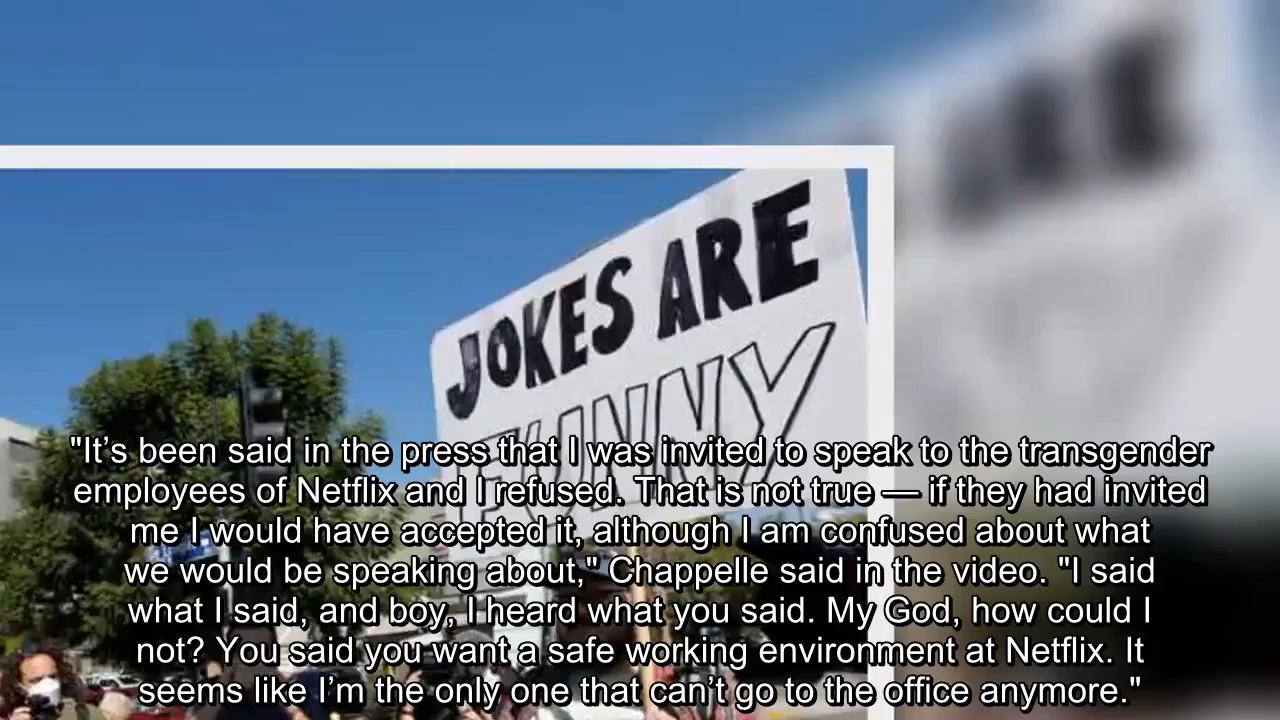 JOKES ARE
FUNNY
"It’s been said in the press that I was invited to speak to the transgender
employees of Netflix and I refused. That is not true — if they had invited
me I would have accepted it, although I am confused about what
we would be speaking about," Chappelle said in the video. "I said
what I said, and boy, I heard what you said. My God, how could I
not? You said you want a safe working environment at Netflix. It
seems like I’m the only one that can’t go to the office anymore."